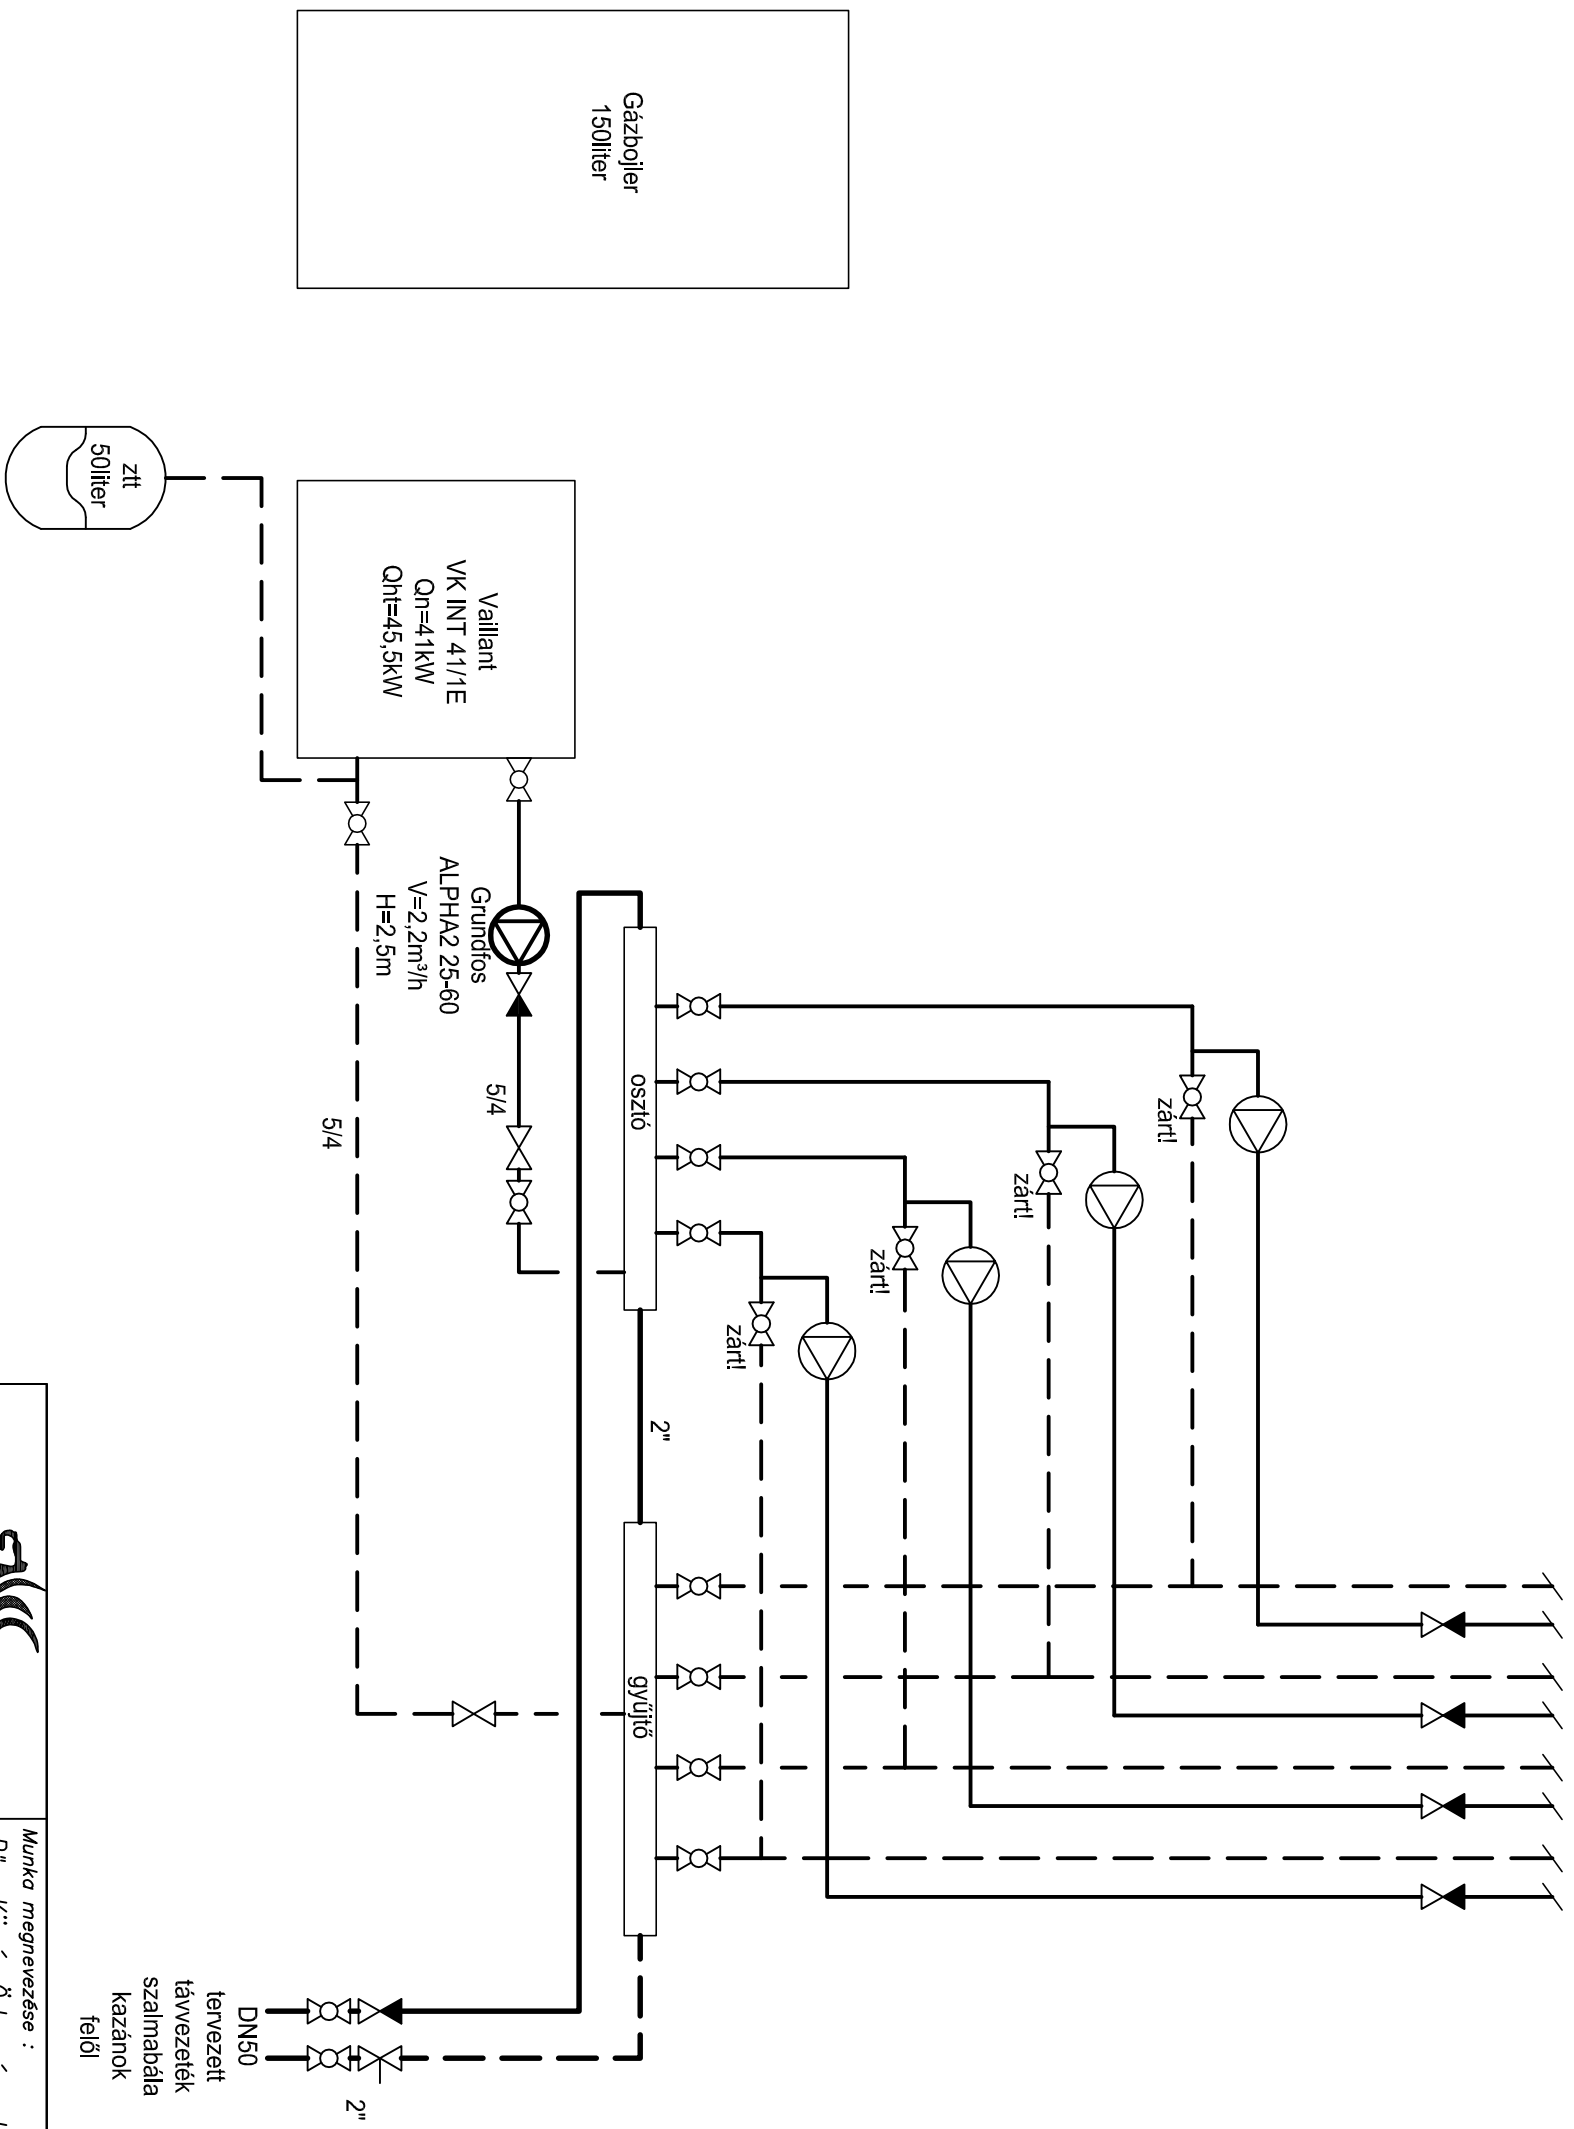 Gázbojler
150liter
ztt
50liter
Vaillant
VK INT 41/1E
Qn=41kW
Qht=45,5kW
Grundfos
ALPHA2 25-60
V=2,2m³/h
H=2,5m
5/4
5/4
osztó
zárt!
zárt!
zárt!
zárt!
2"
gyűjtő
DN50
tervezett
távvezeték
szalmabála
kazánok
felől
2"
Munka megnevezése :